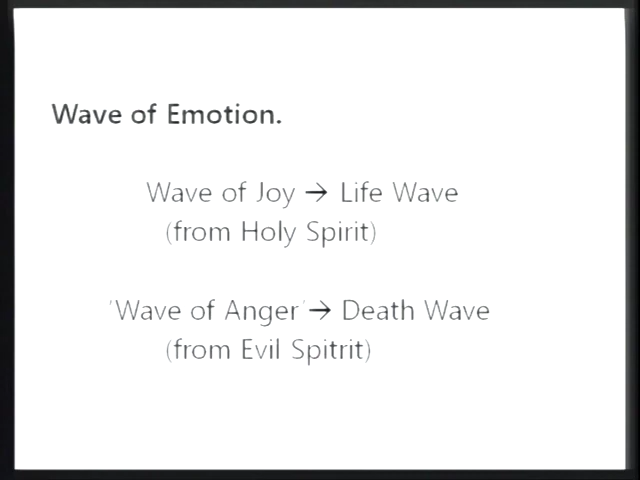 Wave of Emotion.
Wave of Joy → Life Wave
(from Holy Spirit)
'Wave of Anger' → Death Wave
(from Evil Spitrit)